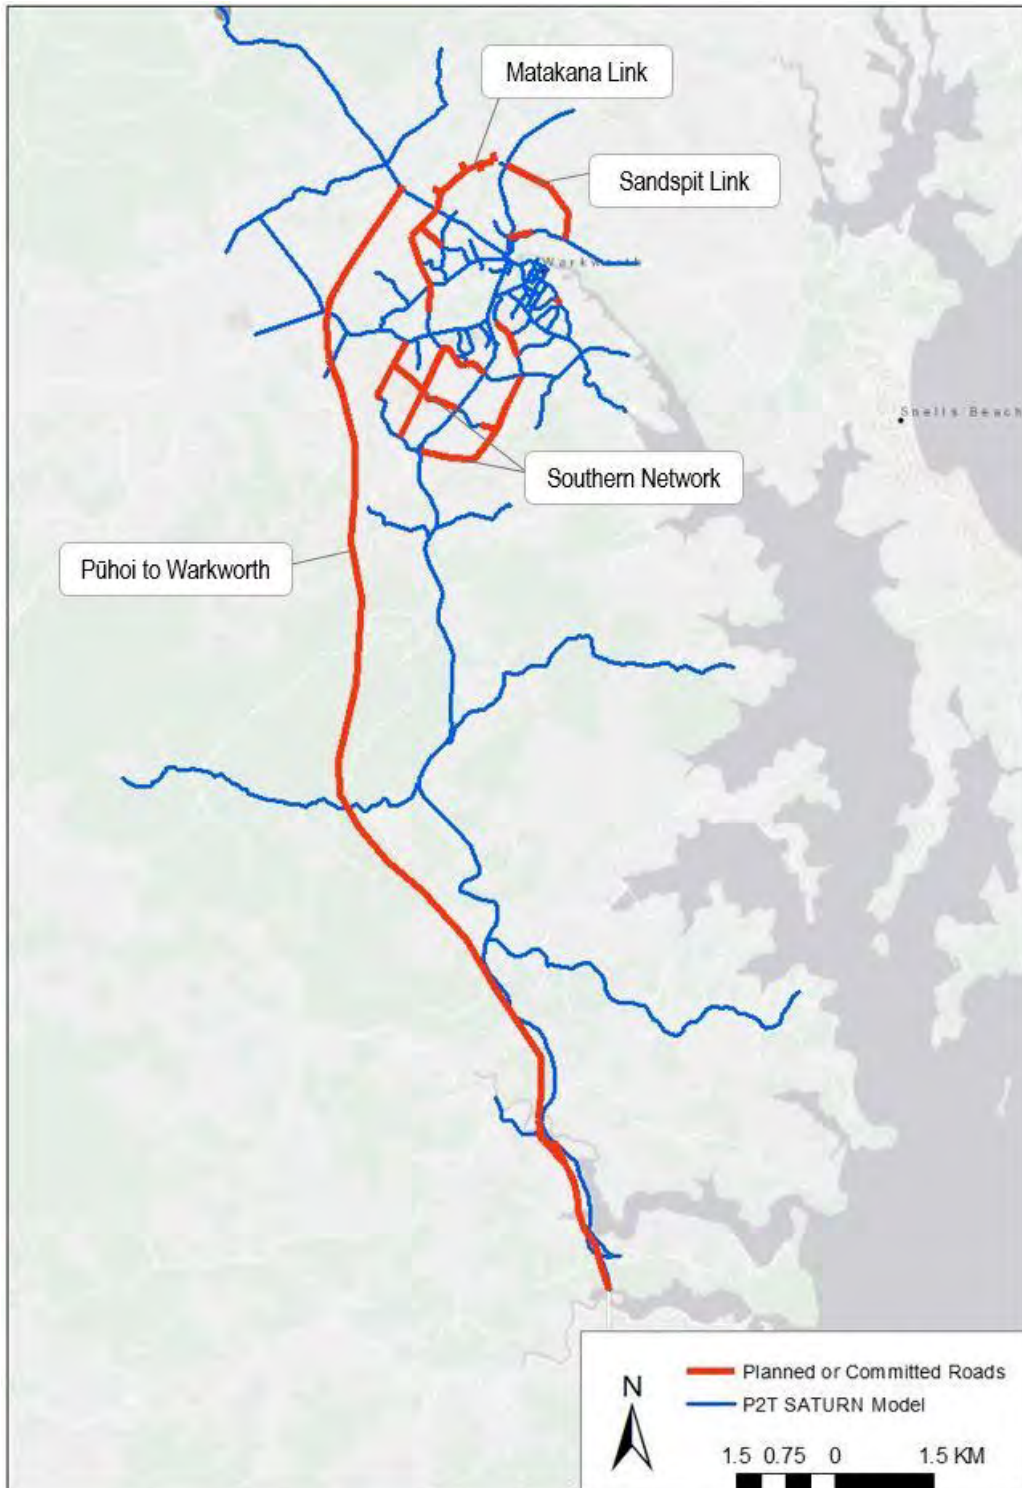 Matakana Link
Sandspit Link
Warkworth
Snells Beach
Southern Network
Pūhoi to Warkworth
N
Planned or Committed Roads
P2T SATURN Model
1.5 0.75 0 1.5 KM